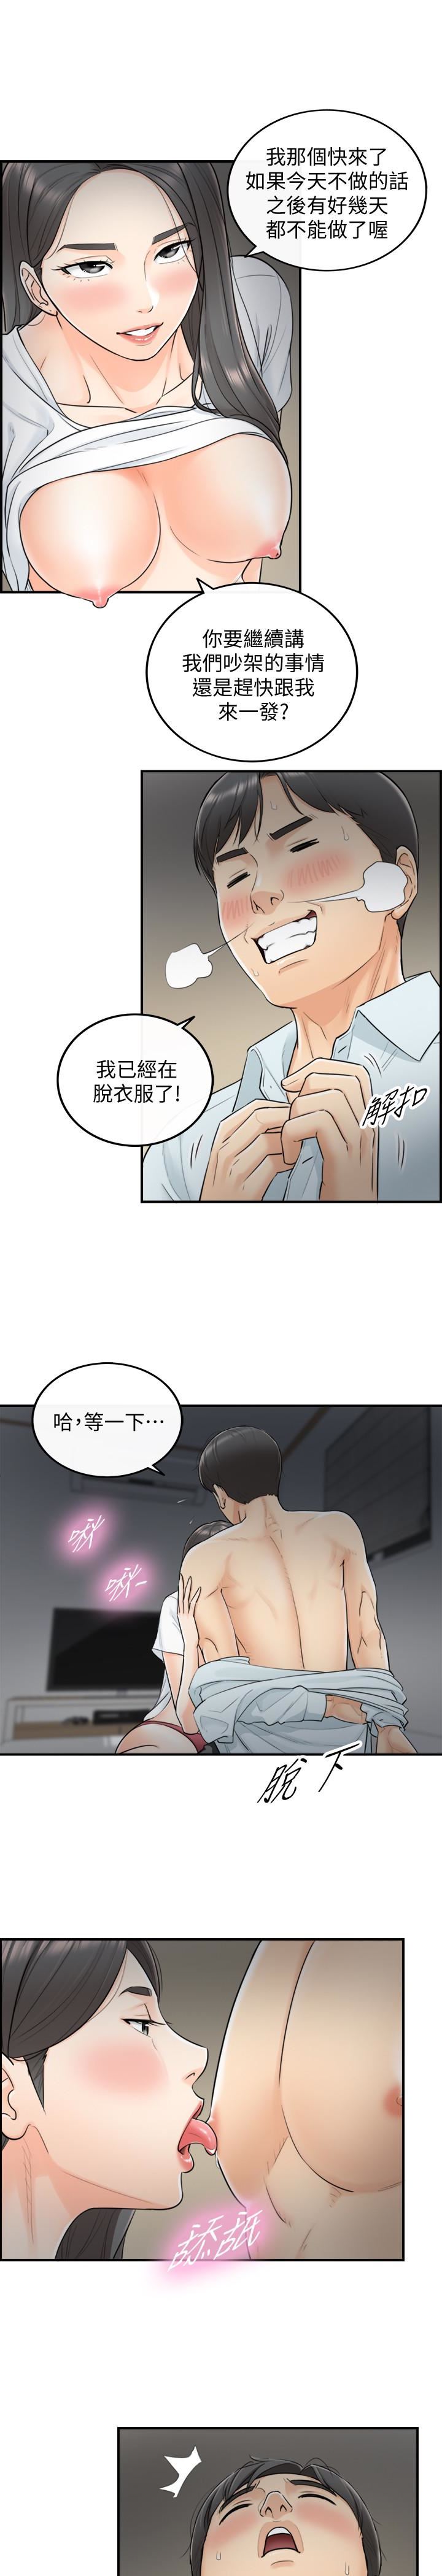 我那個快來了
如果今天不做的話
之後有好幾天
都不能做了喔
你要繼續講
我們吵架的事情
還是趕快跟我
來一發?
我已經在
脫衣服了!
解扣
哈,等一下⋯
啾
啾~
脫下
舔舐